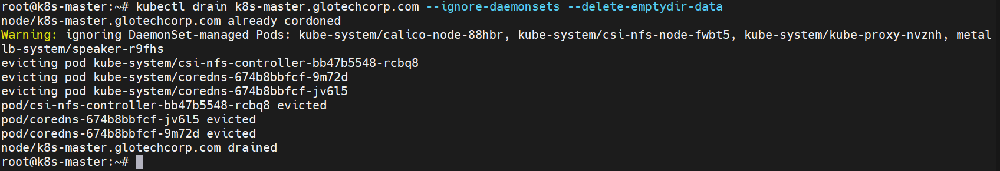 root@k8s-master:~# kubectl drain k8s-master.glotechcorp.com --ignore-daemonsets --delete-emptydir-data
node/k8s-master.glotechcorp.com already cordoned
Warning: ignoring DaemonSet-managed Pods: kube-system/calico-node-88hbr, kube-system/csi-nfs-node-fwbt5, kube-system/kube-proxy-nvznh, metal
lb-system/speaker-r9fhs
evicting pod kube-system/csi-nfs-controller-bb47b5548-rcbq8
evicting pod kube-system/coredns-674b8bbfcf-9m72d
evicting pod kube-system/coredns-674b8bbfcf-jv6l5
pod/csi-nfs-controller-bb47b5548-rcbq8 evicted
pod/coredns-674b8bbfcf-jv6l5 evicted
pod/coredns-674b8bbfcf-9m72d evicted
node/k8s-master.glotechcorp.com drained
root@k8s-master:~#